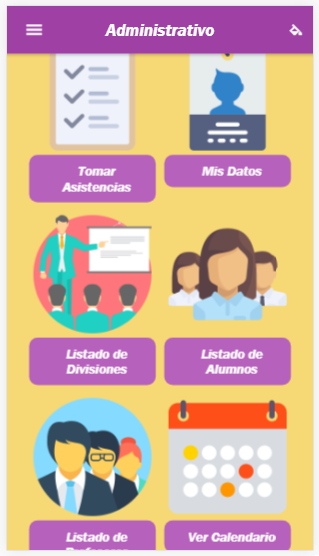 Administrativo
Tomar
Asistencias
Mis Datos
Listado de
Divisiones
Listado de
Alumnos
Listado de
Ver Calendario